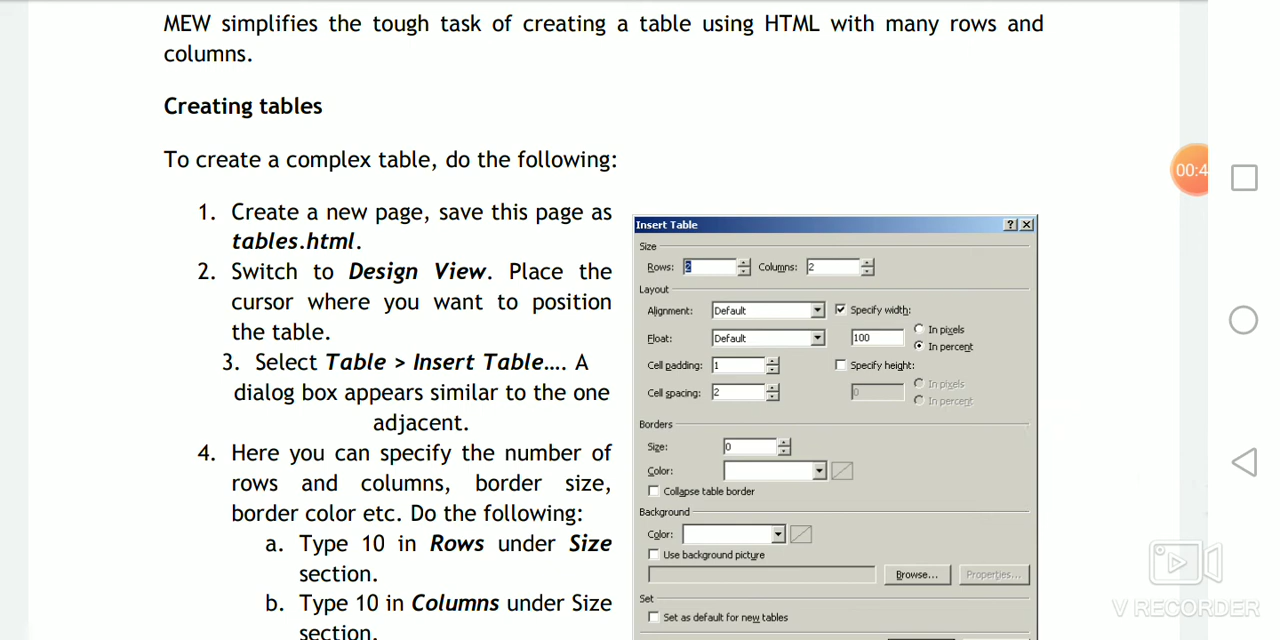 MEW simplifies the tough task of creating a table using HTML with many rows and
columns.
Creating tables
To create a complex table, do the following:
1. Create a new page, save this page as
tables.html.
2. Switch to Design View. Place the
cursor where you want to position
the table.
3. Select Table > Insert Table.... A
dialog box appears similar to the one
adjacent.
4. Here you can specify the number of
rows and columns, border size,
border color etc. Do the following:
a. Type 10 in Rows under Size
section.
b. Type 10 in Columns under Size
section.
Insert Table
Size
Rows: 2 Columns: 2
Layout
Alignment: Default Specify width:
Float: Default 100 In pixels
In percent
Cell padding: 1 Specify height:
Cell spacing: 2 0 In pixels
In percent
Borders
Size: 0
Color:
Collapse table border
Background
Color:
Use background picture
Browse... Properties...
Set
Set as default for new tables
00:4
V RECORDER